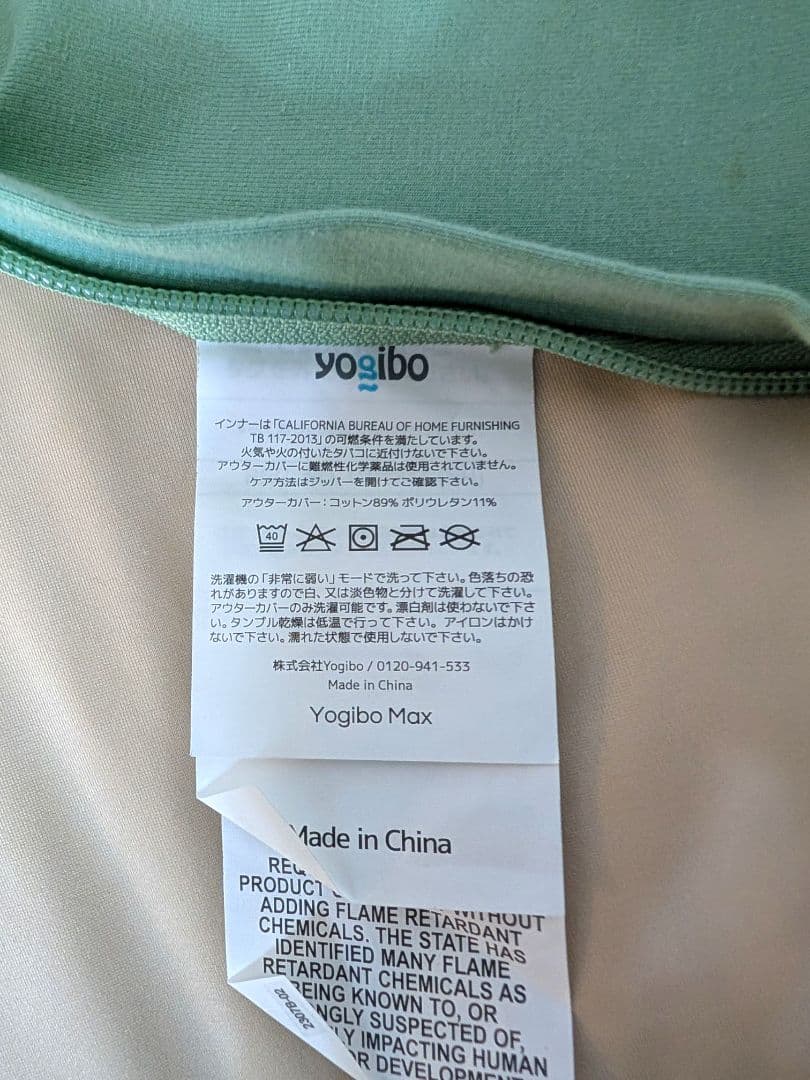 yogibo
インナーは「CALIFORNIA BUREAU OF HOME FURNISHING
TB 117-2013」の可燃条件を満たしています。
火気や火の付いたタバコに近付けないで下さい。
アウターカバーに難燃性化学薬品は使用されていません。
ケア方法はジッパーを開けてご確認下さい。
アウターカバー：コットン89% ポリウレタン11%
40
洗濯機の「非常に弱い」モードで洗って下さい。色落ちの恐
れがありますので白、又は淡色物と分けて洗濯して下さい。
アウターカバーのみ洗濯可能です。漂白剤は使わないで下さ
い。タンブル乾燥は低温で行って下さい。アイロンはかけ
ないで下さい。濡れた状態で使用しないで下さい。
株式会社Yogibo / 0120-941-533
Made in China
Yogibo Max
Made in China
PRODUCT WITHOUT
ADDING FLAME RETARDANT
CHEMICALS. THE STATE HAS
IDENTIFIED MANY FLAME
RETARDANT CHEMICALS AS
BEING KNOWN TO, OR
SUSPECTED OF,
IMPACTING HUMAN
23078-02